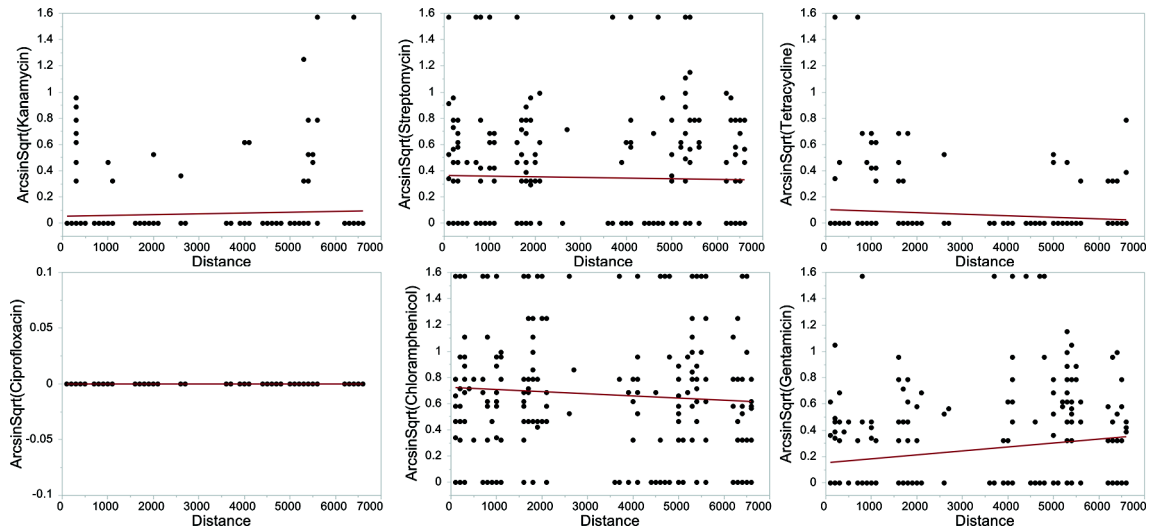 ArcsinSqrt(Kanamycin)
1.6
1.4
1.2
1
0.8
0.6
0.4
0.2
0
0 1000 2000 3000 4000 5000 6000 7000
Distance
ArcsinSqrt(Streptomycin)
1.6
1.4
1.2
1
0.8
0.6
0.4
0.2
0
0 1000 2000 3000 4000 5000 6000 7000
Distance
ArcsinSqrt(Tetracycline)
1.6
1.4
1.2
1
0.8
0.6
0.4
0.2
0
0 1000 2000 3000 4000 5000 6000 7000
Distance
ArcsinSqrt(Ciprofloxacin)
0.1
0.05
0
-0.05
-0.1
0 1000 2000 3000 4000 5000 6000 7000
Distance
ArcsinSqrt(Chloramphenicol)
1.6
1.4
1.2
1
0.8
0.6
0.4
0.2
0
0 1000 2000 3000 4000 5000 6000 7000
Distance
ArcsinSqrt(Gentamicin)
1.6
1.4
1.2
1
0.8
0.6
0.4
0.2
0
0 1000 2000 3000 4000 5000 6000 7000
Distance